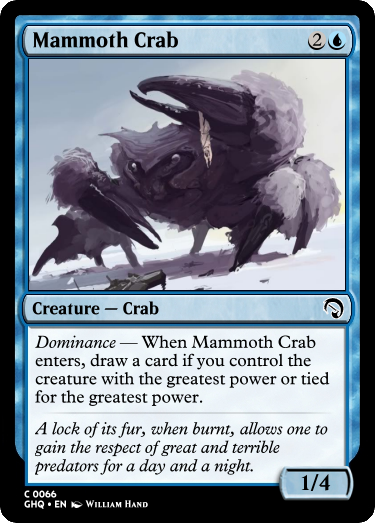 Mammoth Crab 2
Creature — Crab
Dominance — When Mammoth Crab
enters, draw a card if you control the
creature with the greatest power or tied
for the greatest power.
A lock of its fur, when burnt, allows one to
gain the respect of great and terrible
predators for a day and a night.
1/4
C 0066
GHQ • EN William Hand